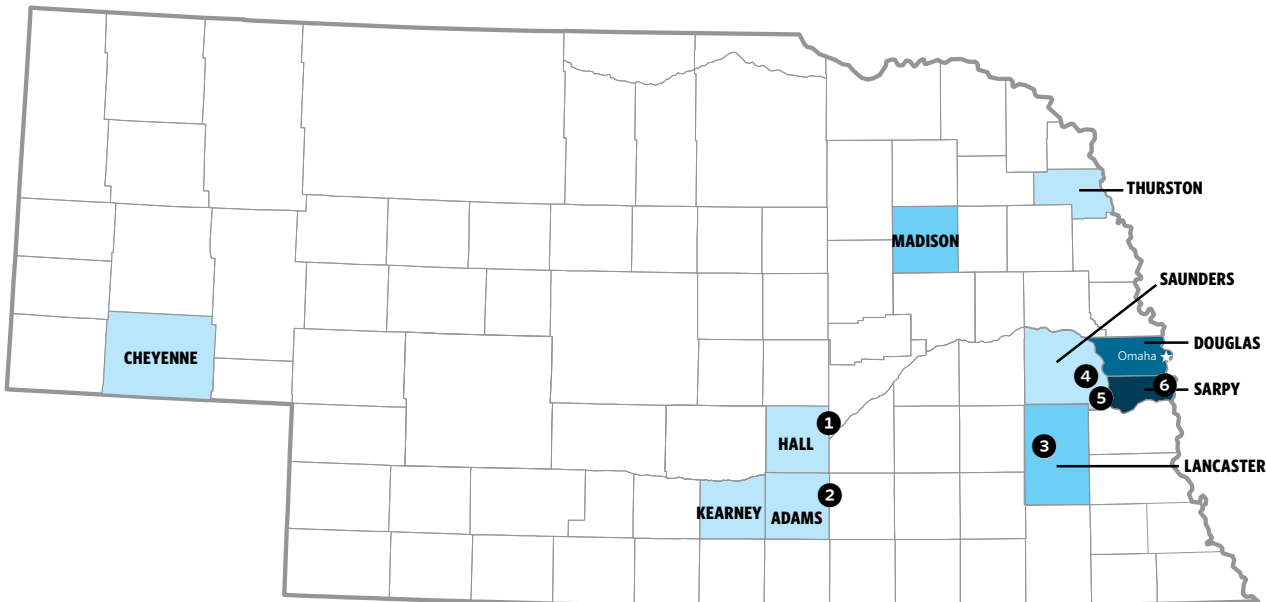 THURSTON
MADISON
SAUNDERS
DOUGLAS
Omaha
CHEYENNE
4
6
SARPY
5
1
HALL
3
LANCASTER
2
KEARNEY
ADAMS